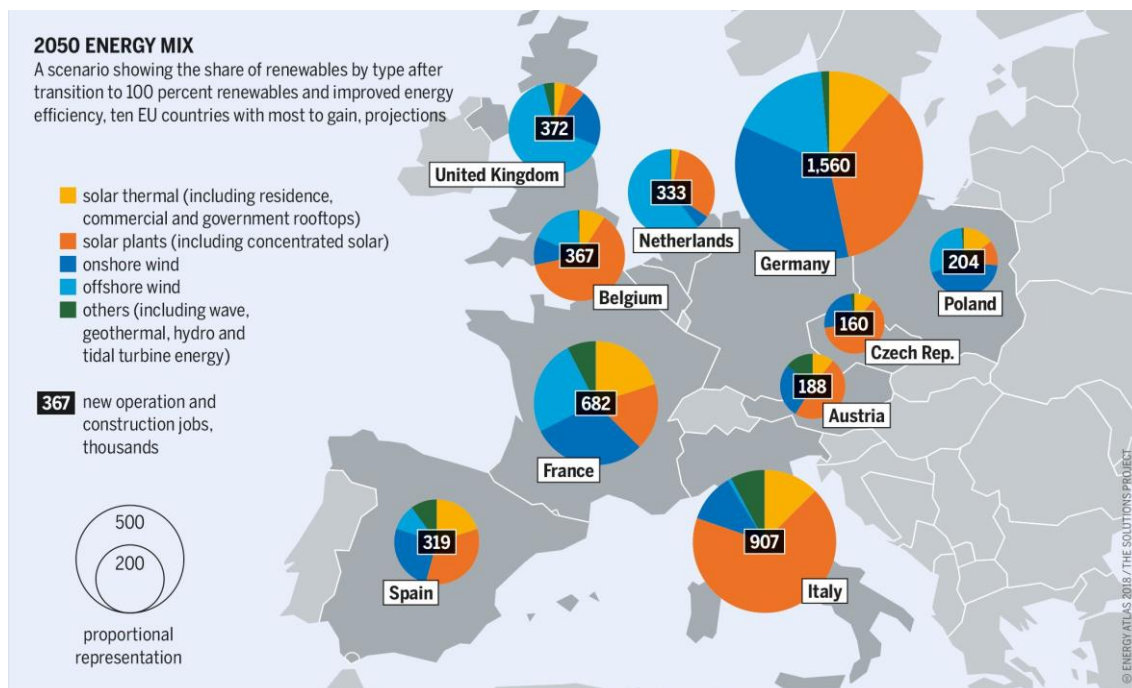 2050 ENERGY MIX
A scenario showing the share of renewables by type after
transition to 100 percent renewables and improved energy
efficiency, ten EU countries with most to gain, projections
solar thermal (including residence,
commercial and government rooftops)
solar plants (including concentrated solar)
onshore wind
offshore wind
others (including wave,
geothermal, hydro and
tidal turbine energy)
367
new operation and
construction jobs,
thousands
500
200
proportional
representation
372
United Kingdom
333
Netherlands
1,560
Germany
367
Belgium
204
Poland
160
Czech Rep.
188
Austria
682
France
319
Spain
907
Italy
© ENERGY ATLAS 2018 / THE SOLUTIONS PROJECT